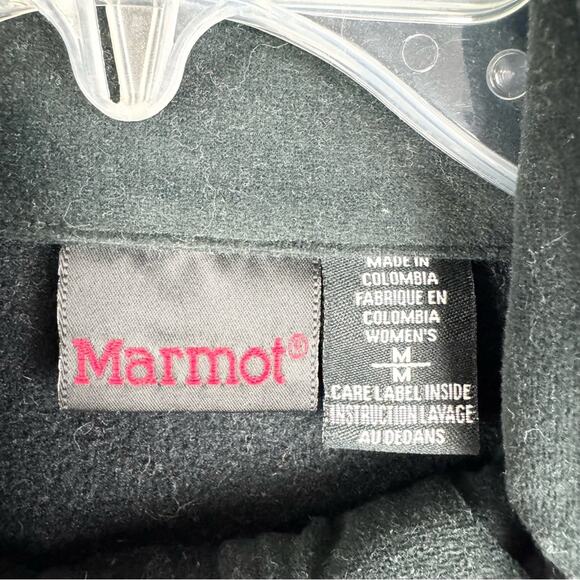 Marmot®
MADE IN
COLOMBIA
FABRIQUE EN
COLOMBIA
WOMEN'S
M
M
CARE LABEL INSIDE
INSTRUCTION LAVAGE
AU DEDANS